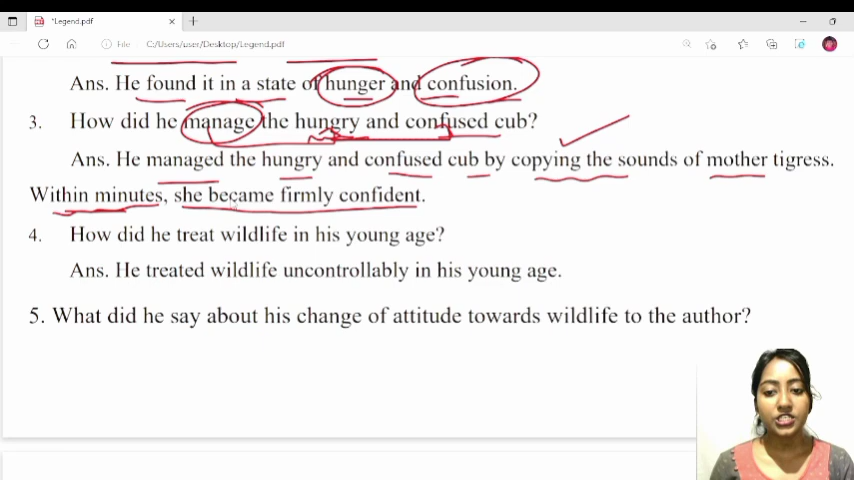 *Legend.pdf
File
C:/Users/user/Desktop/Legend.pdf
Ans. He found it in a state of hunger and confusion.
3. How did he manage the hungry and confused cub?
Ans. He managed the hungry and confused cub by copying the sounds of mother tigress.
Within minutes, she became firmly confident.
4. How did he treat wildlife in his young age?
Ans. He treated wildlife uncontrollably in his young age.
5. What did he say about his change of attitude towards wildlife to the author?